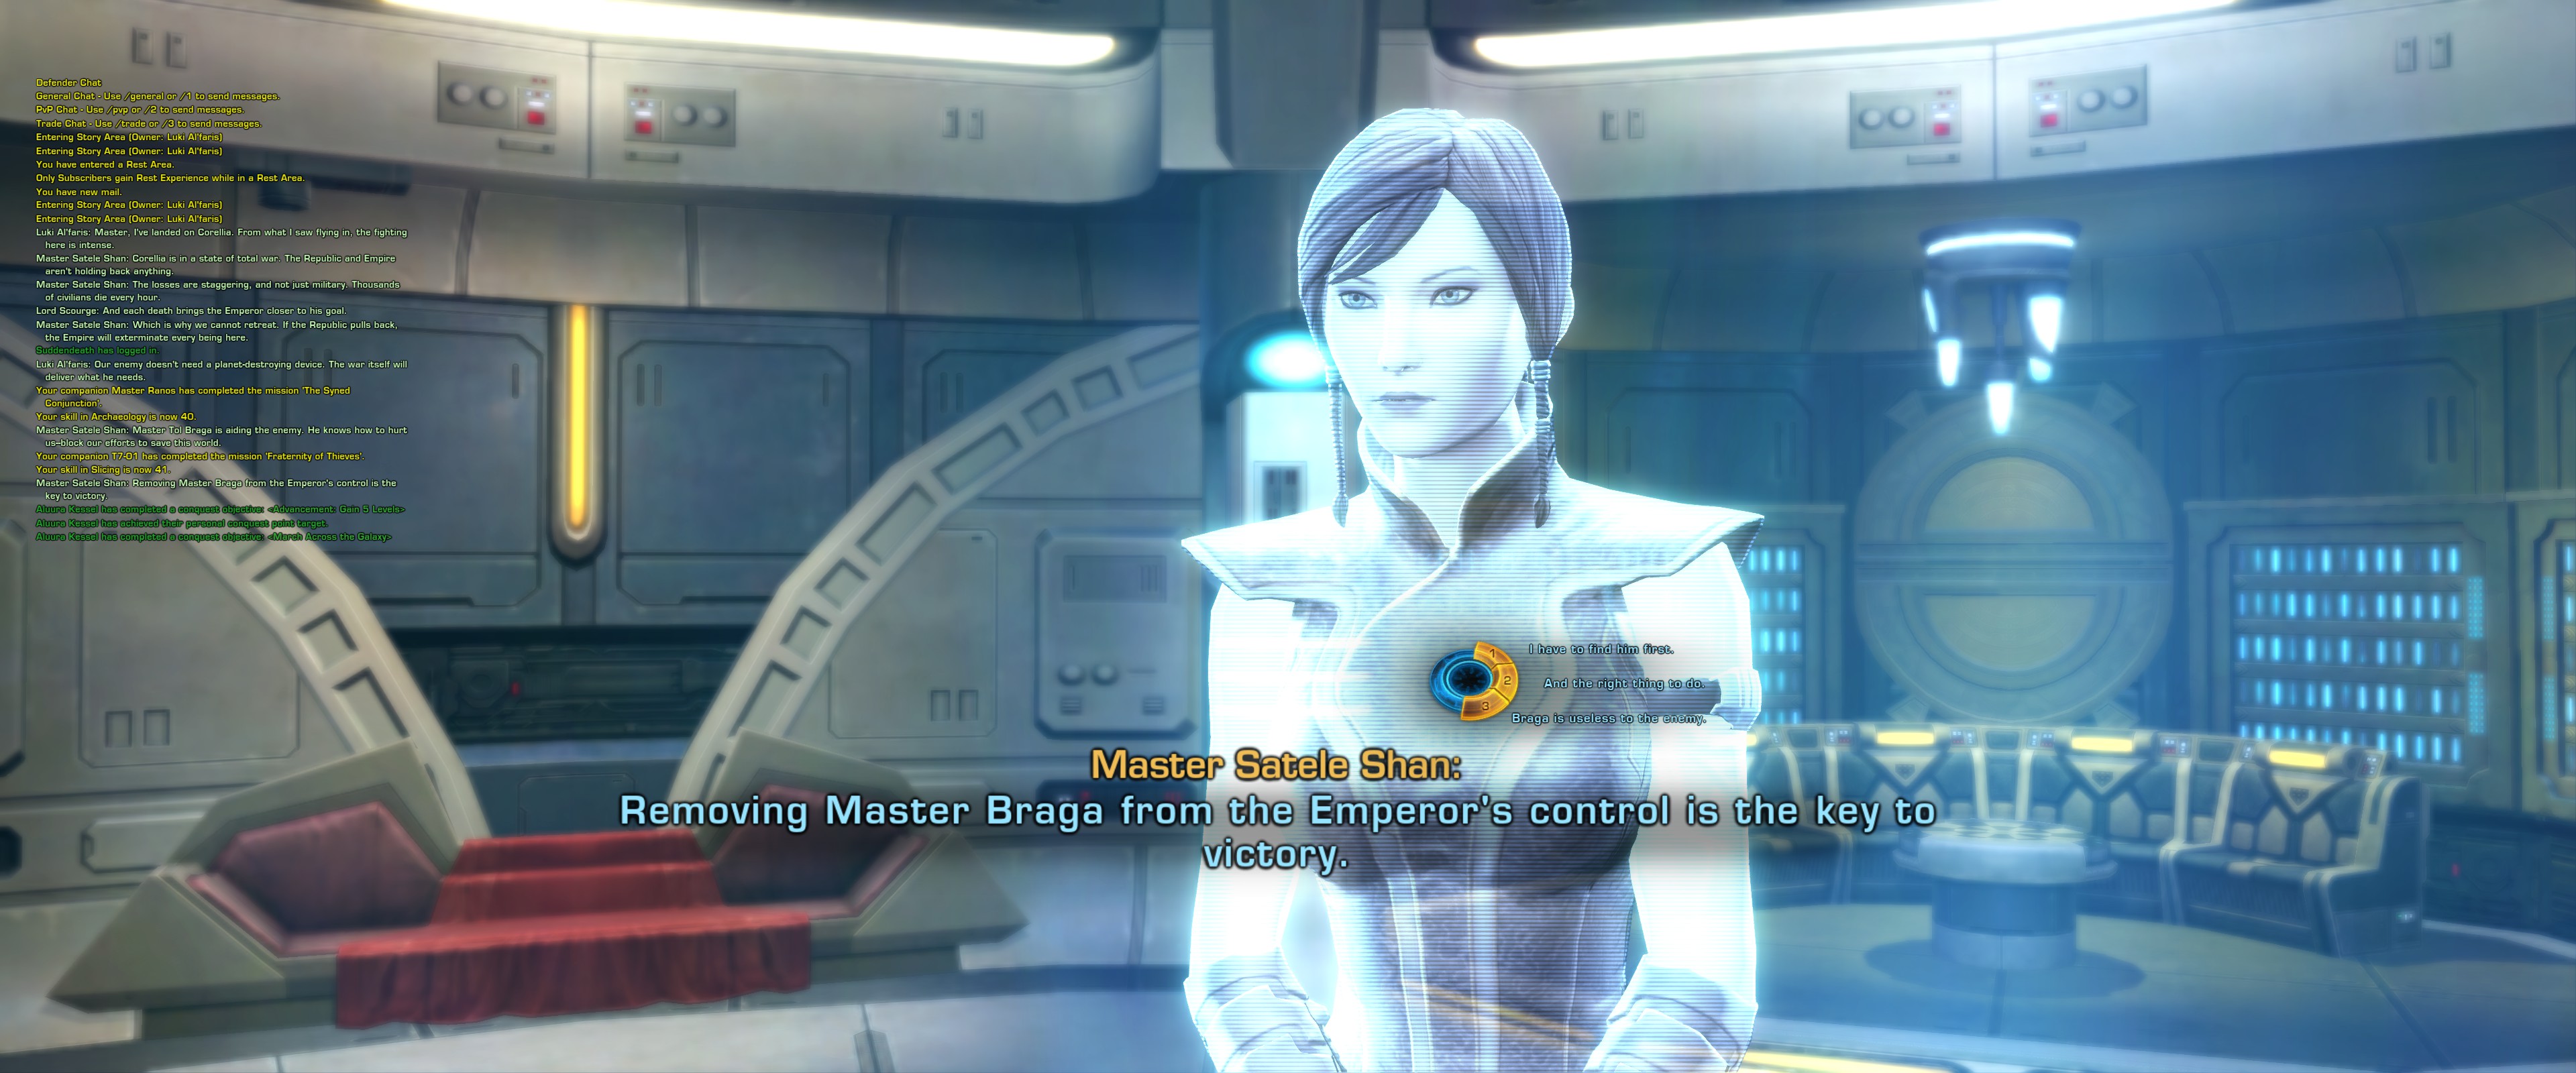 Defender Chat
General Chat - Use /general or /1 to send messages.
PvP Chat - Use /pvp or /2 to send messages.
Trade Chat - Use /trade or /3 to send messages.
Entering Story Area (Owner: Luki Al'faris)
Entering Story Area (Owner: Luki Al'faris)
You have entered a Rest Area.
Only Subscribers gain Rest Experience while in a Rest Area.
You have new mail.
Entering Story Area (Owner: Luki Al'faris)
Entering Story Area (Owner: Luki Al'faris)
Luki Al'faris: Master, I've landed on Corellia. From what I saw flying in, the fighting
here is intense.
Master Satele Shan: Corellia is in a state of total war. The Republic and Empire
aren't holding back anything.
Master Satele Shan: The losses are staggering, and not just military. Thousands
of civilians die every hour.
Lord Scourge: And each death brings the Emperor closer to his goal.
Master Satele Shan: Which is why we cannot retreat. If the Republic pulls back,
the Empire will exterminate every being here.
Suddendeath has logged in.
Luki Al'faris: Our enemy doesn't need a planet-destroying device. The war itself will
deliver what he needs.
Your companion Master Ranos has completed the mission 'The Syned
Conjunction'.
Your skill in Archaeology is now 40.
Master Satele Shan: Master Tol Braga is aiding the enemy. He knows how to hurt
us—block our efforts to save this world.
Your companion T7-01 has completed the mission 'Fraternity of Thieves'.
Your skill in Slicing is now 41.
Master Satele Shan: Removing Master Braga from the Emperor's control is the
key to victory.
Aluura Kessel has completed a conquest objective: <Advancement: Gain 5 Levels>
Aluura Kessel has achieved their personal conquest point target.
Aluura Kessel has completed a conquest objective: <March Across the Galaxy>
1 I have to find him first.
2 And the right thing to do.
3 Braga is useless to the enemy.
Master Satele Shan:
Removing Master Braga from the Emperor's control is the key to
victory.